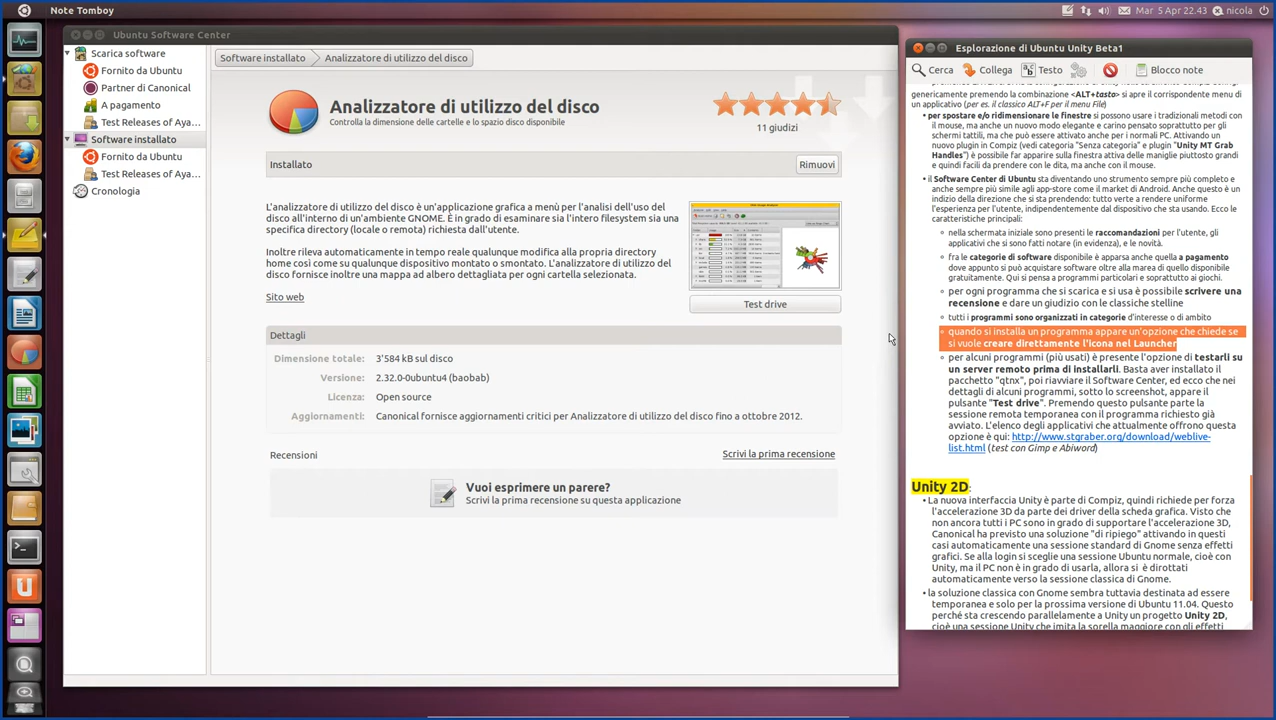 Note Tomboy
Mar 5 Apr 22.43
nicola
Ubuntu Software Center
Scarica software
Fornito da Ubuntu
Partner di Canonical
A pagamento
Test Releases of Aya...
Software installato
Fornito da Ubuntu
Test Releases of Aya...
Cronologia
Software installato
Analizzatore di utilizzo del disco
Analizzatore di utilizzo del disco
Controlla la dimensione delle cartelle e lo spazio disco disponibile
11 giudizi
Installato
Rimuovi
L'analizzatore di utilizzo del disco è un'applicazione grafica a menù per l'analisi dell'uso del
disco all'interno di un'ambiente GNOME. È in grado di esaminare sia l'intero filesystem sia una
specifica directory (locale o remota) richiesta dall'utente.
Inoltre rileva automaticamente in tempo reale qualunque modifica alla propria directory
home così come su qualunque dispositivo montato o smontato. L'analizzatore di utilizzo del
disco fornisce inoltre una mappa ad albero dettagliata per ogni cartella selezionata.
Sito web
Test drive
Dettagli
Dimensione totale: 3'584 kB sul disco
Versione: 2.32.0-0ubuntu4 (baobab)
Licenza: Open source
Aggiornamenti: Canonical fornisce aggiornamenti critici per Analizzatore di utilizzo del disco fino a ottobre 2012.
Recensioni
Scrivi la prima recensione
Vuoi esprimere un parere?
Scrivi la prima recensione su questa applicazione
Esplorazione di Ubuntu Unity Beta1
Cerca
Collega
Testo
Blocco note
genericamente premendo la combinazione <ALT+tasto> si apre il corrispondente menu di
un applicativo (per es. il classico ALT+F per il menu File)
• per spostare e/o ridimensionare le finestre si possono usare i tradizionali metodi con
il mouse, ma anche un nuovo modo elegante e carino pensato soprattutto per gli
schermi tattili, ma che può essere attivato anche per i normali PC. Attivando un
nuovo plugin in Compiz (vedi categoria "Senza categoria" e plugin "Unity MT Grab
Handles") è possibile far apparire sulla finestra attiva delle maniglie piuttosto grandi
e quindi facili da prendere con le dita, ma anche con il mouse.
• il Software Center di Ubuntu sta diventando uno strumento sempre più completo e
anche sempre più simile agli app-store come il market di Android. Anche questo è un
indizio della direzione che si sta prendendo: tutto verte a rendere uniforme
l'esperienza per l'utente, indipendentemente dal dispositivo che sta usando. Ecco le
caratteristiche principali:
nella schermata iniziale sono presenti le raccomandazioni per l'utente, gli
applicativi che si sono fatti notare (in evidenza), e le novità.
fra le categorie di software disponibile è apparsa anche quella a pagamento
dove appunto si può acquistare software oltre alla marea di quello disponibile
gratuitamente. Qui si pensa a programmi particolari e soprattutto ai giochi.
per ogni programma che si scarica e si usa è possibile scrivere una
recensione e dare un giudizio con le classiche stelline
tutti i programmi sono organizzati in categorie d'interesse o di ambito
quando si installa un programma appare un'opzione che chiede se
si vuole creare direttamente l'icona nel Launcher
per alcuni programmi (più usati) è presente l'opzione di testarli su
un server remoto prima di installarli. Basta aver installato il
pacchetto "qtnx", poi riavviare il Software Center, ed ecco che nei
dettagli di alcuni programmi, sotto lo screenshot, appare il
pulsante "Test drive". Premendo questo pulsante parte la
sessione remota temporanea con il programma richiesto già
avviato. L'elenco degli applicativi che attualmente offrono questa
opzione è qui: http://www.stgraber.org/download/weblive-
list.html (test con Gimp e Abiword)
Unity 2D:
• La nuova interfaccia Unity è parte di Compiz, quindi richiede per forza
l'accelerazione 3D da parte dei driver della scheda grafica. Visto che
non ancora tutti i PC sono in grado di supportare l'accelerazione 3D,
Canonical ha previsto una soluzione "di ripiego" attivando in questi
casi automaticamente una sessione standard di Gnome senza effetti
grafici. Se alla login si sceglie una sessione Ubuntu normale, cioè con
Unity, ma il PC non è in grado di usarla, allora si è dirottati
automaticamente verso la sessione classica di Gnome.
• la soluzione classica con Gnome sembra tuttavia destinata ad essere
temporanea e solo per la prossima versione di Ubuntu 11.04. Questo
perché sta crescendo parallelamente a Unity un progetto Unity 2D,
cioè una sessione Unity che imita la sorella maggiore con gli effetti